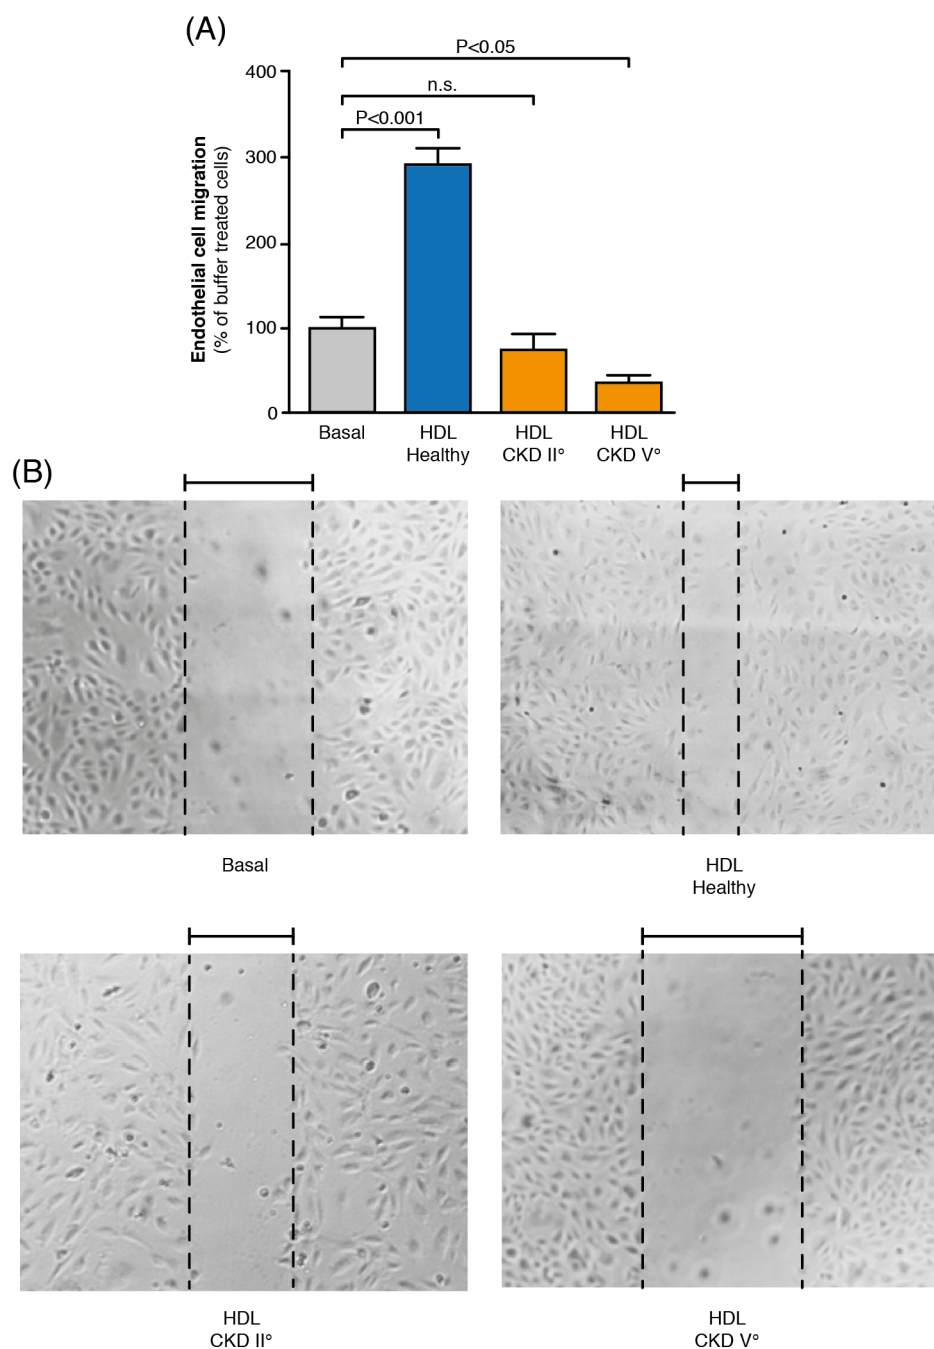 (A)
P<0.05
n.s.
P<0.001
400
300
200
100
0
Endothelial cell migration
(% of buffer treated cells)
Basal
HDL
Healthy
HDL
CKD II°
HDL
CKD V°
(B)
Basal
HDL
Healthy
HDL
CKD II°
HDL
CKD V°